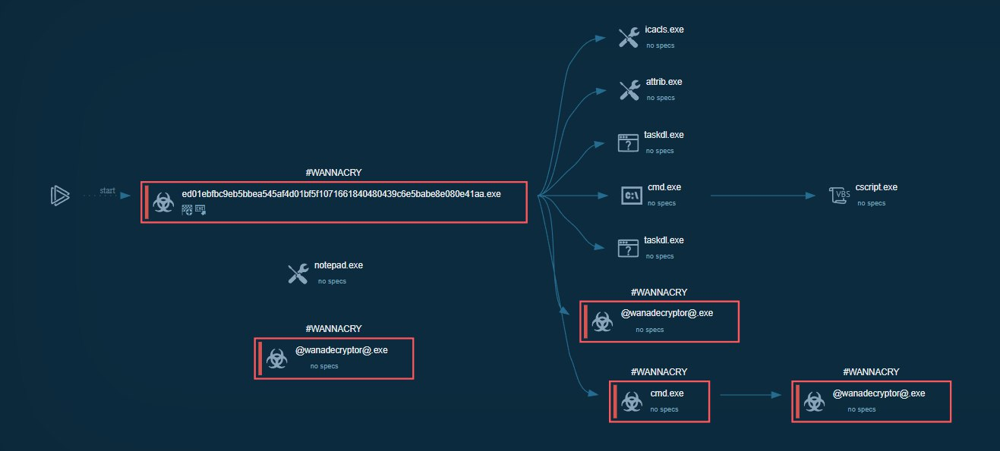 icacls.exe
no specs
attrib.exe
no specs
taskdl.exe
no specs
#WANNACRY
start
ed01ebfbc9eb5bbea545af4d01bf5f1071661840480439c6e5babe8e080e41aa.exe
cmd.exe
no specs
cscript.exe
no specs
C:\
VBS
taskdl.exe
no specs
notepad.exe
no specs
#WANNACRY
@wanadecryptor@.exe
no specs
#WANNACRY
@wanadecryptor@.exe
no specs
#WANNACRY
cmd.exe
no specs
#WANNACRY
@wanadecryptor@.exe
no specs